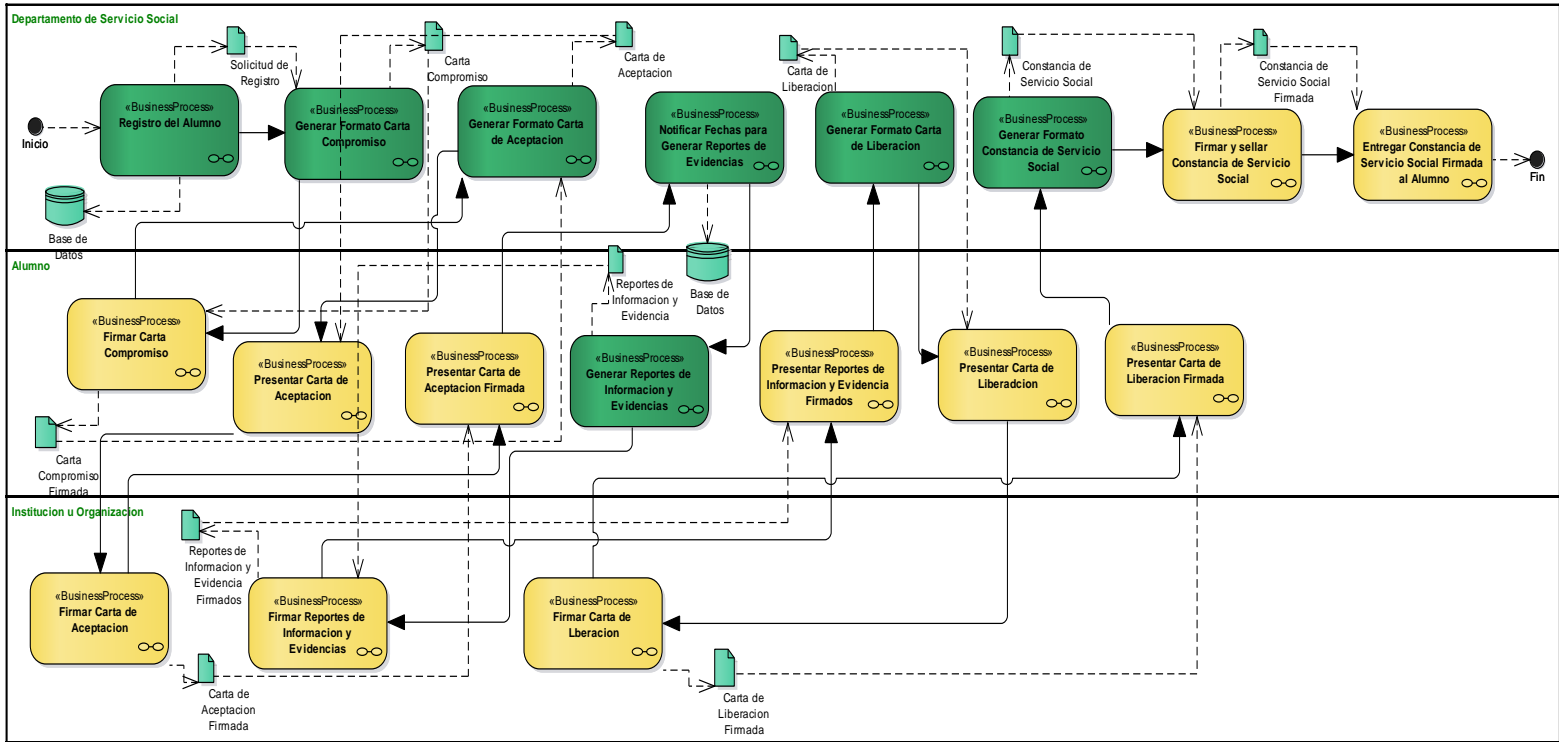 Departamento de Servicio Social
Solicitud de
Registro
Carta
Compromiso
Carta de
Aceptacion
Carta de
Liberacion
Constancia de
Servicio Social
Constancia de
Servicio Social
Firmada
Inicio
«BusinessProcess»
Registro del Alumno
«BusinessProcess»
Generar Formato Carta
Compromiso
«BusinessProcess»
Generar Formato Carta
de Aceptacion
«BusinessProcess»
Notificar Fechas para
Generar Reportes de
Evidencias
«BusinessProcess»
Generar Formato Carta
de Liberacion
«BusinessProcess»
Generar Formato
Constancia de Servicio
Social
«BusinessProcess»
Firmar y sellar
Constancia de Servicio
Social
«BusinessProcess»
Entregar Constancia de
Servicio Social Firmada
al Alumno
Fin
Base de
Datos
Alumno
Reportes de
Informacion y
Evidencia
Base de
Datos
«BusinessProcess»
Firmar Carta
Compromiso
«BusinessProcess»
Presentar Carta de
Aceptacion
«BusinessProcess»
Presentar Carta de
Aceptacion Firmada
«BusinessProcess»
Generar Reportes de
Informacion y
Evidencias
«BusinessProcess»
Presentar Reportes de
Informacion y Evidencia
Firmados
«BusinessProcess»
Presentar Carta de
Liberadcion
«BusinessProcess»
Presentar Carta de
Liberacion Firmada
Carta
Compromiso
Firmada
Institucion u Organizacion
Reportes de
Informacion y
Evidencia
Firmados
«BusinessProcess»
Firmar Carta de
Aceptacion
«BusinessProcess»
Firmar Reportes de
Informacion y
Evidencias
«BusinessProcess»
Firmar Carta de
Lberacion
Carta de
Aceptacion
Firmada
Carta de
Liberacion
Firmada